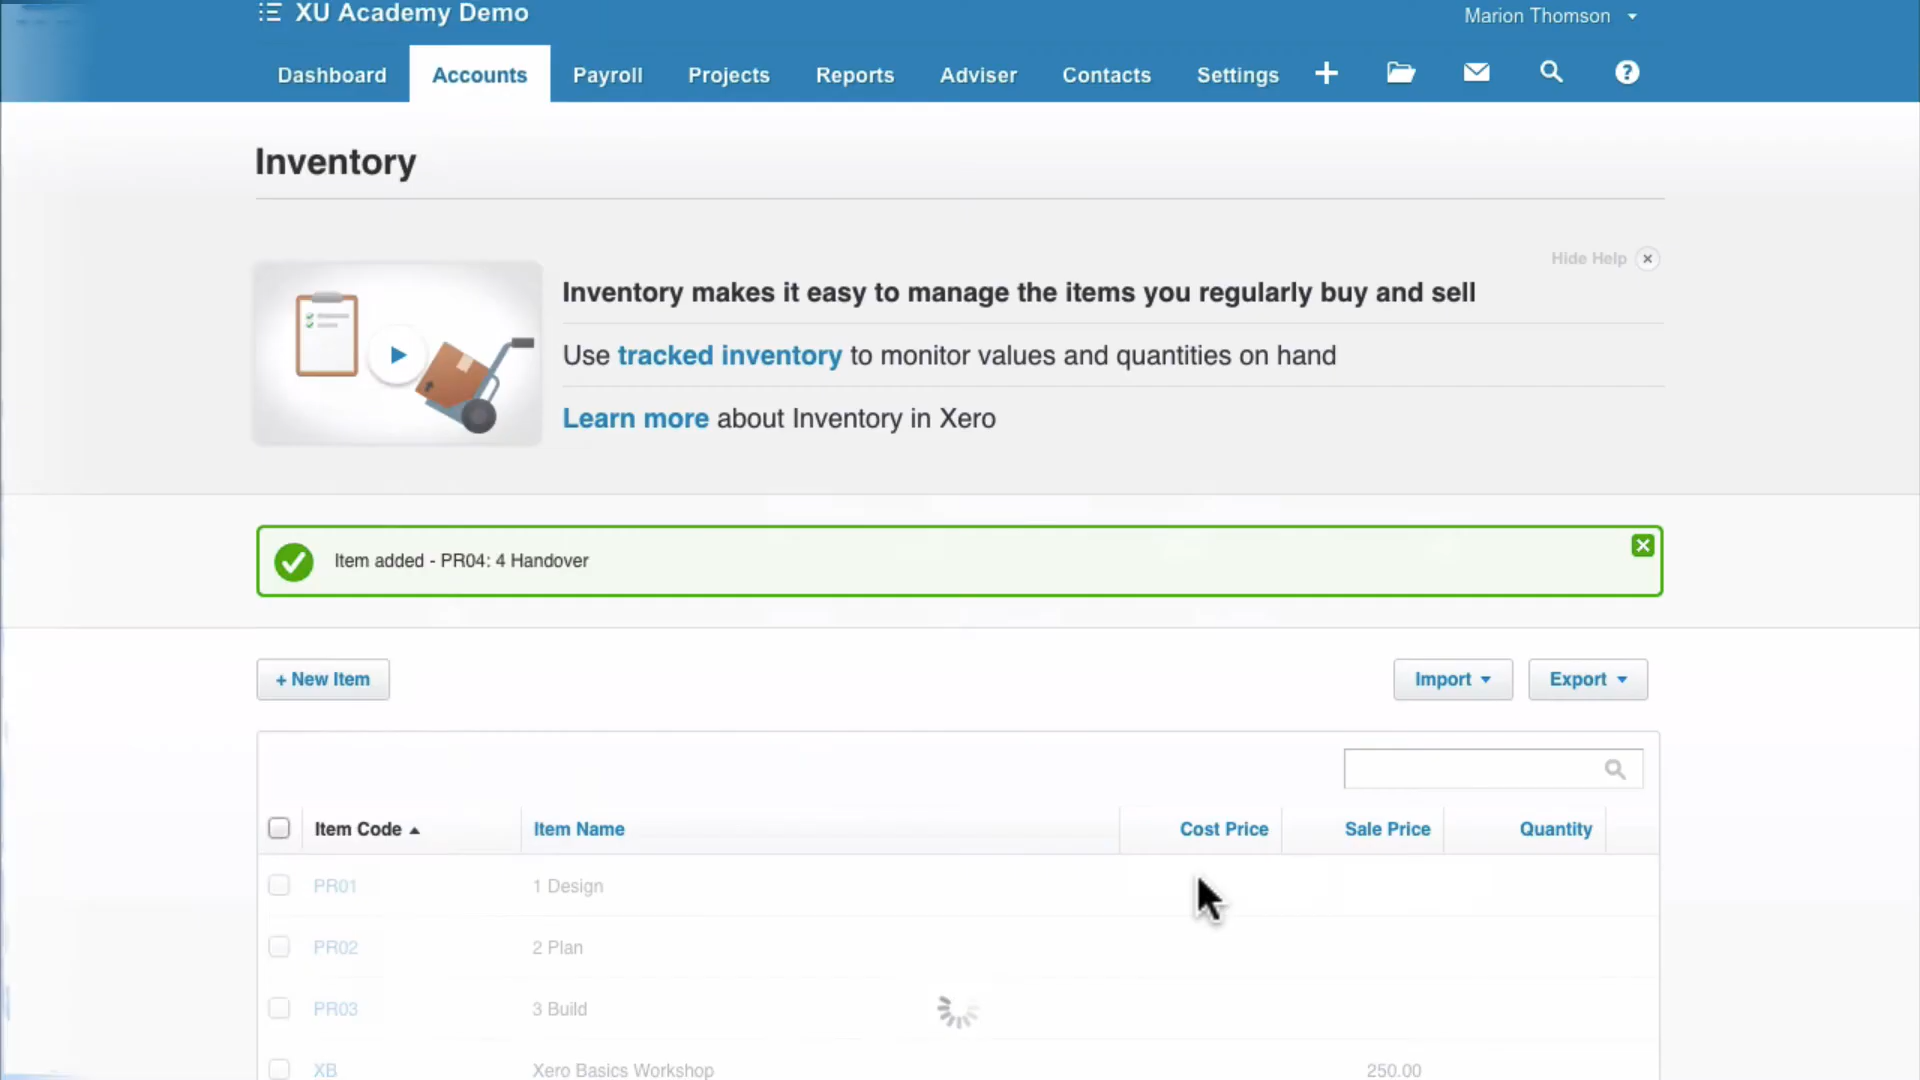 XU Academy Demo
Marion Thomson
Dashboard Accounts Payroll Projects Reports Adviser Contacts Settings
Inventory
Hide Help
Inventory makes it easy to manage the items you regularly buy and sell
Use tracked inventory to monitor values and quantities on hand
Learn more about Inventory in Xero
Item added - PR04: 4 Handover
+ New Item
Import
Export
Item Code Item Name Cost Price Sale Price Quantity
PR01 1 Design
PR02 2 Plan
PR03 3 Build
XB Xero Basics Workshop 250.00